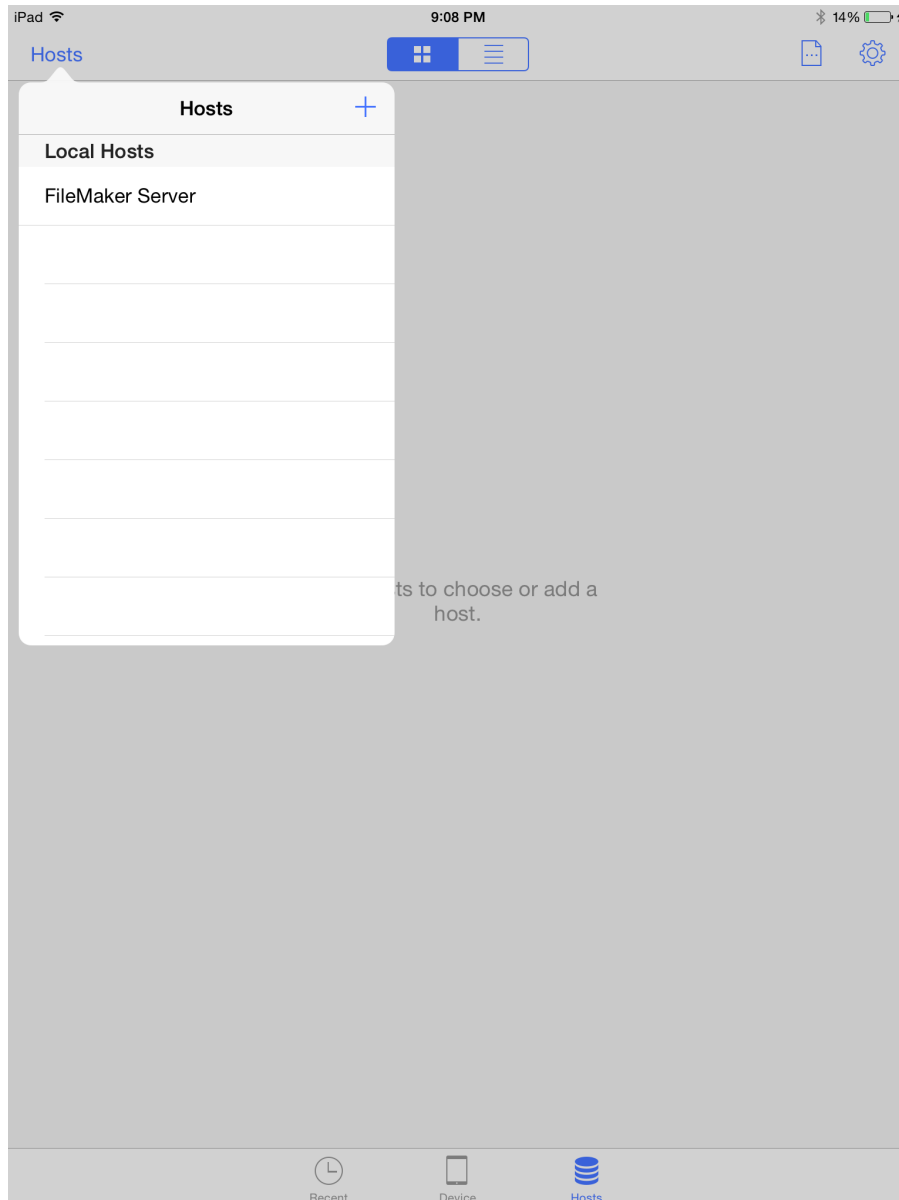 iPad 9:08 PM 14%
Hosts
Hosts
Local Hosts
FileMaker Server
to choose or add a
host.
Recent Device Hosts